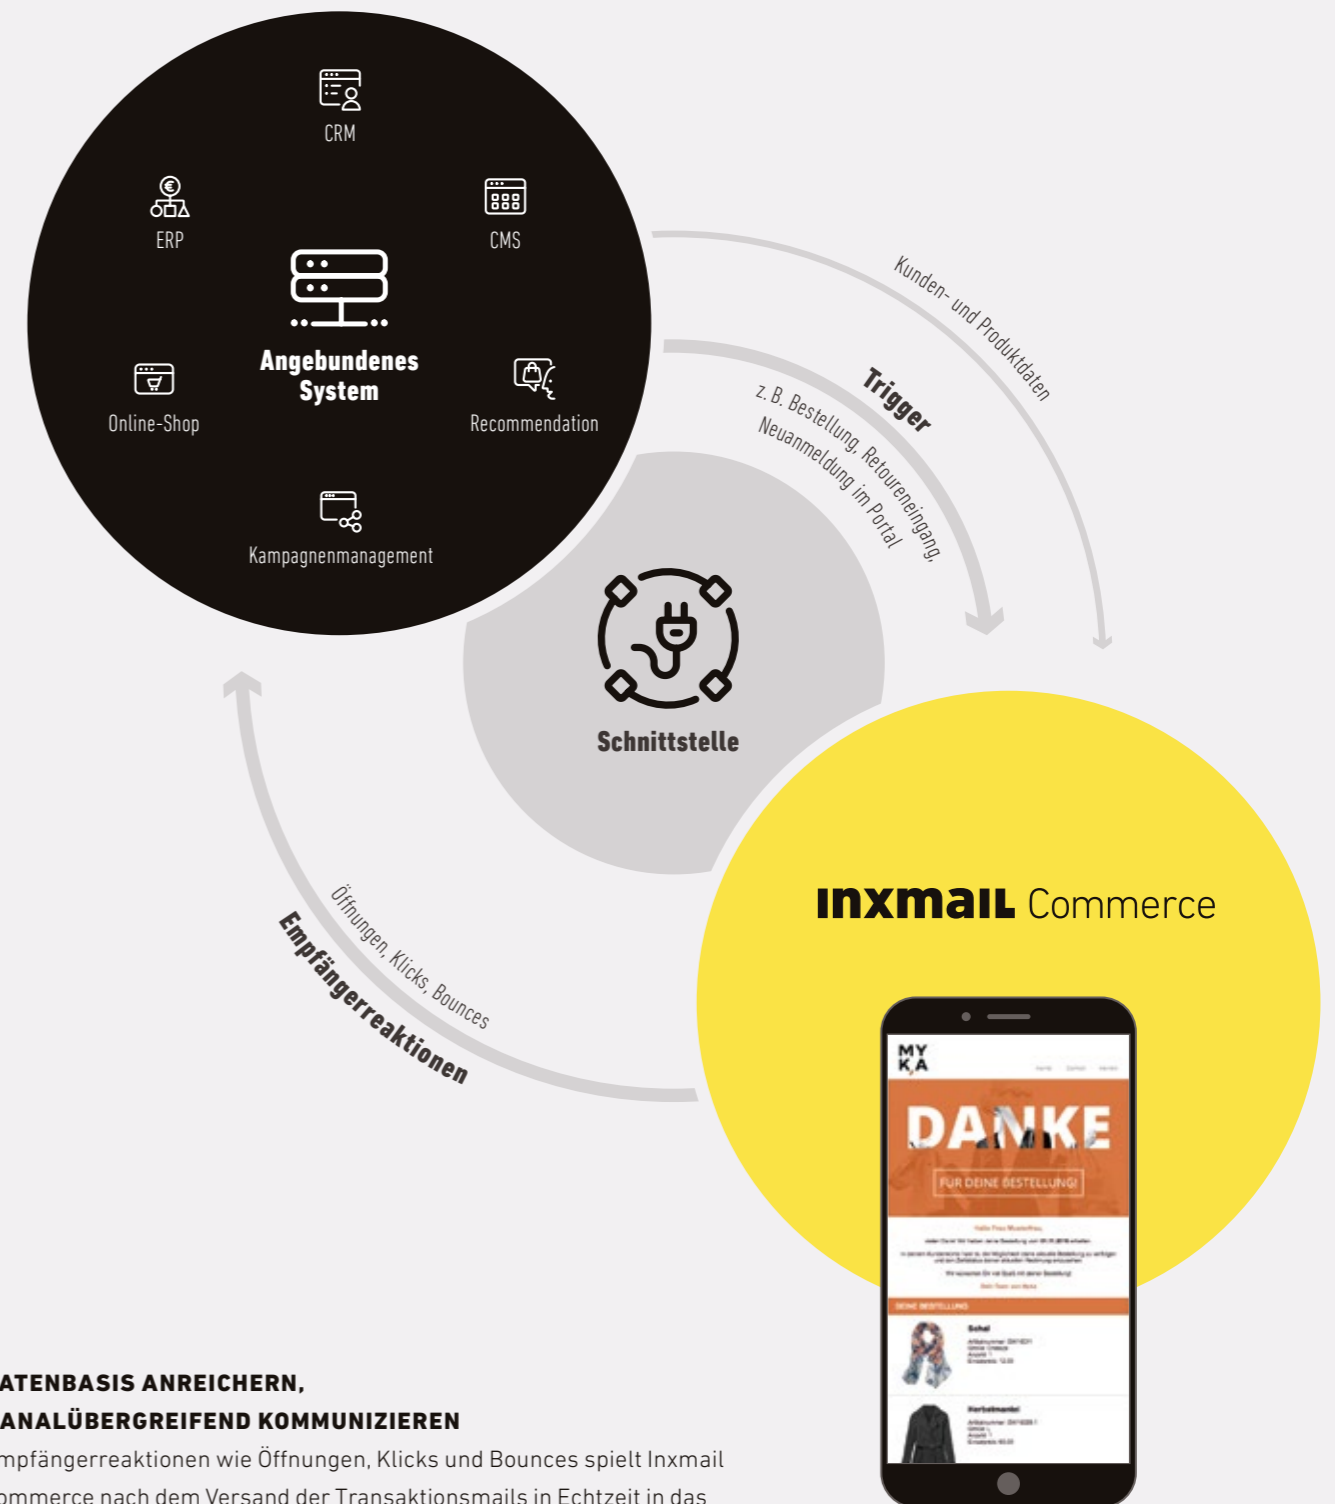 CRM
ERP
CMS
Angebundenes
System
Online-Shop
Recommendation
Kampagnenmanagement
Kunden- und Produktdaten
Trigger
z. B. Bestellung, Retoureneingang,
Neuanmeldung im Portal
Schnittstelle
Öffnungen, Klicks, Bounces
Empfängerreaktionen
Inxmail Commerce
MY
KA
DANKE
FÜR DEINE BESTELLUNG!
Hallo Frau Musterfrau,
DEINE BESTELLUNG
Schal
Herbstmantel
ATENBASIS ANREICHERN,
ANALÜBERGREIFEND KOMMUNIZIEREN
mpfängerreaktionen wie Öffnungen, Klicks und Bounces spielt Inxmail
ommerce nach dem Versand der Transaktionsmails in Echtzeit in das